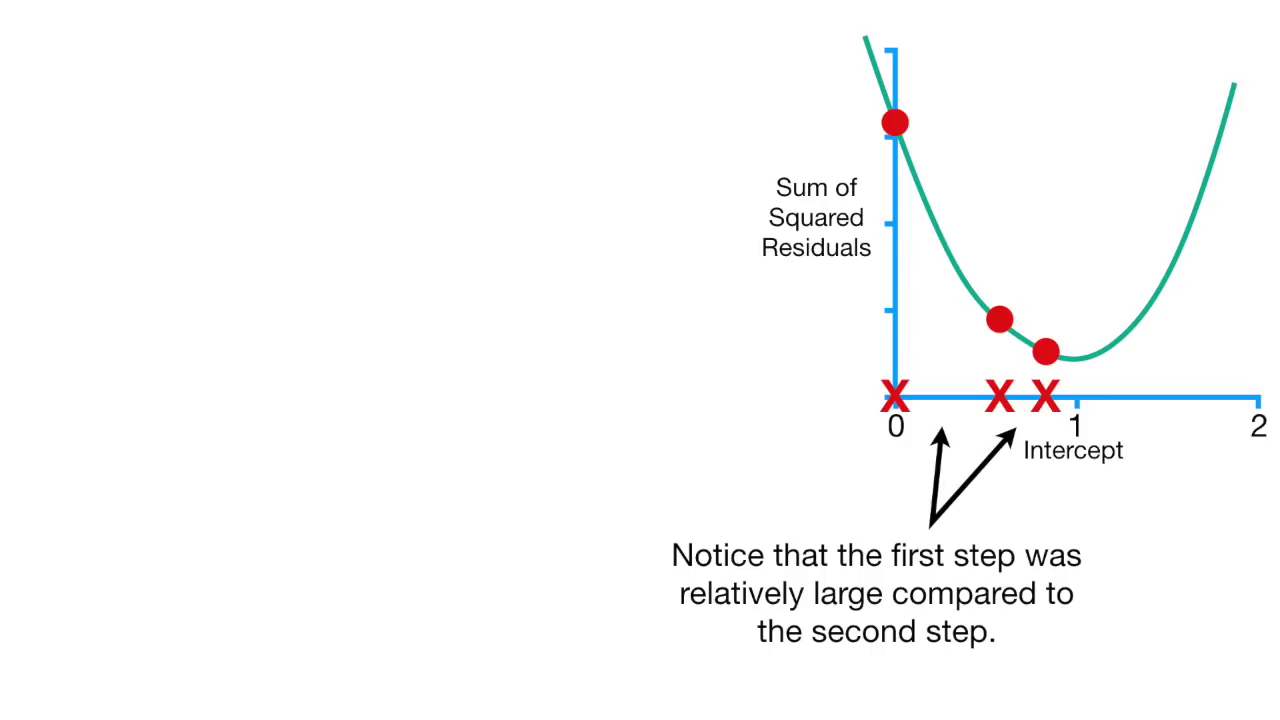 Sum of
Squared
Residuals
X X X
0 1 2
Intercept
Notice that the first step was
relatively large compared to
the second step.